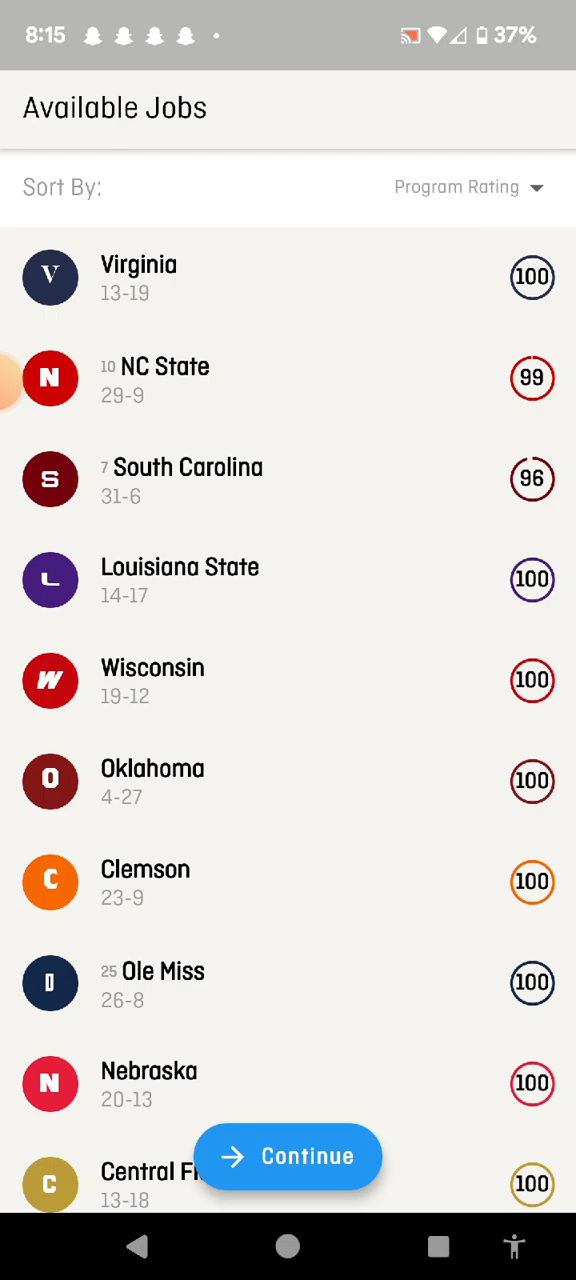 8:15
37%
Available Jobs
Sort By:
Program Rating
V
Virginia
13-19
100
N
10 NC State
29-9
99
S
7 South Carolina
31-6
96
L
Louisiana State
14-17
100
W
Wisconsin
19-12
100
O
Oklahoma
4-27
100
C
Clemson
23-9
100
25 Ole Miss
26-8
100
N
Nebraska
20-13
100
C
Central
13-18
100
Continue